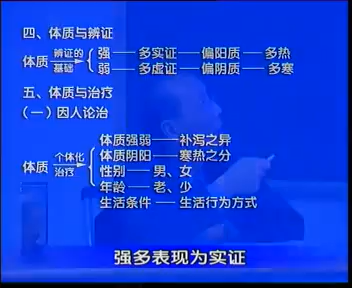 四、体质与辨证
体质 辨证的 基础 强——多实证——偏阳质——多热
弱——多虚证——偏阴质——多寒
五、体质与治疗
（一）因人论治
体质强弱——补泻之异
体质 个体化 治疗 体质阴阳——寒热之分
性别——男、女
年龄——老、少
生活条件——生活行为方式
强多表现为实证